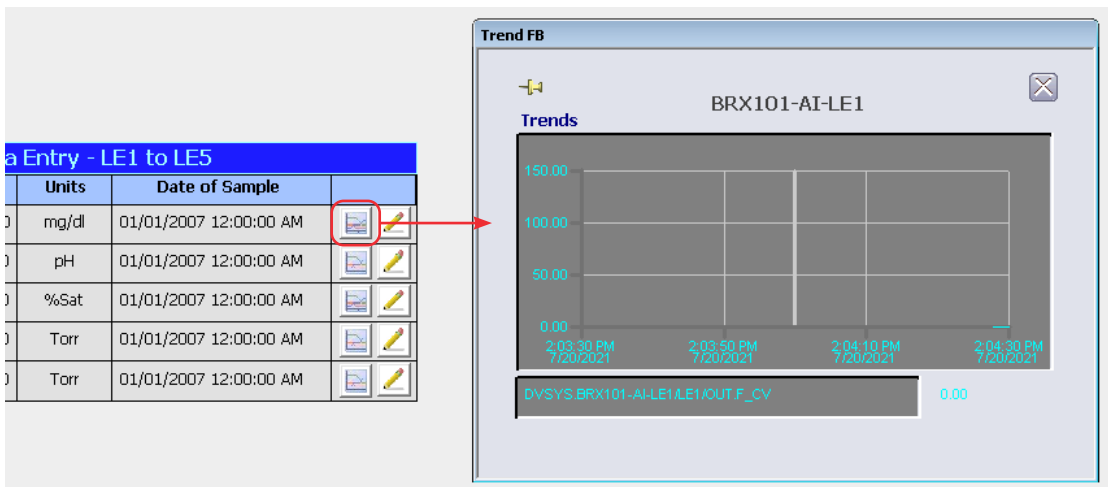 a Entry - LE1 to LE5
Units Date of Sample
mg/dl 01/01/2007 12:00:00 AM
pH 01/01/2007 12:00:00 AM
%Sat 01/01/2007 12:00:00 AM
Torr 01/01/2007 12:00:00 AM
Torr 01/01/2007 12:00:00 AM
Trend FB
BRX101-AI-LE1
Trends
150.00
100.00
50.00
0.00
2:03:30 PM 2:03:50 PM 2:04:10 PM 2:04:30 PM
7/20/2021 7/20/2021 7/20/2021 7/20/2021
DVSYS.BRX101-AI-LE1/LE1/OUT.F_CV 0.00